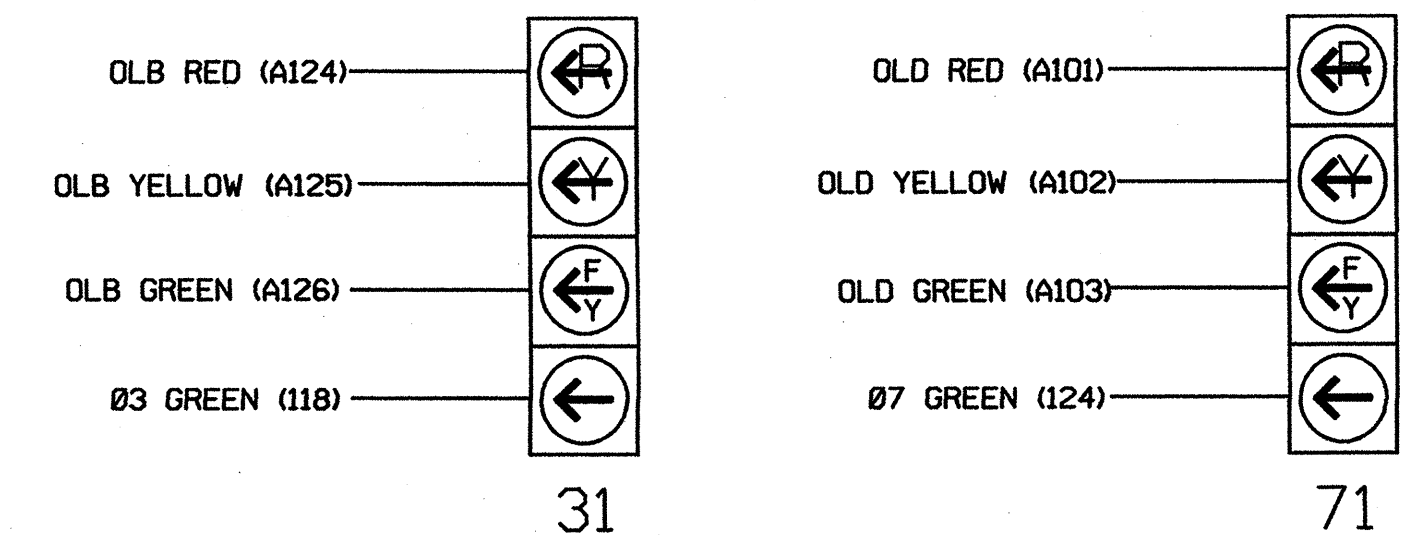 OLB RED (A124)
R
OLB YELLOW (A125)
Y
OLB GREEN (A126)
F
Y
Ø3 GREEN (118)
31
OLD RED (A101)
R
OLD YELLOW (A102)
Y
OLD GREEN (A103)
F
Y
Ø7 GREEN (124)
71